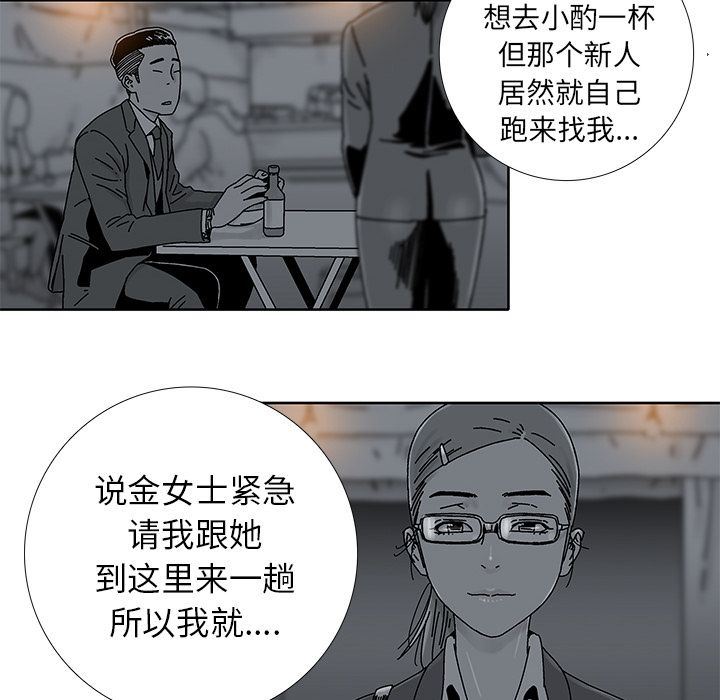 想去小酌一杯
但那个新人
居然就自己
跑来找我...
说金女士紧急
请我跟她
到这里来一趟
所以我就....